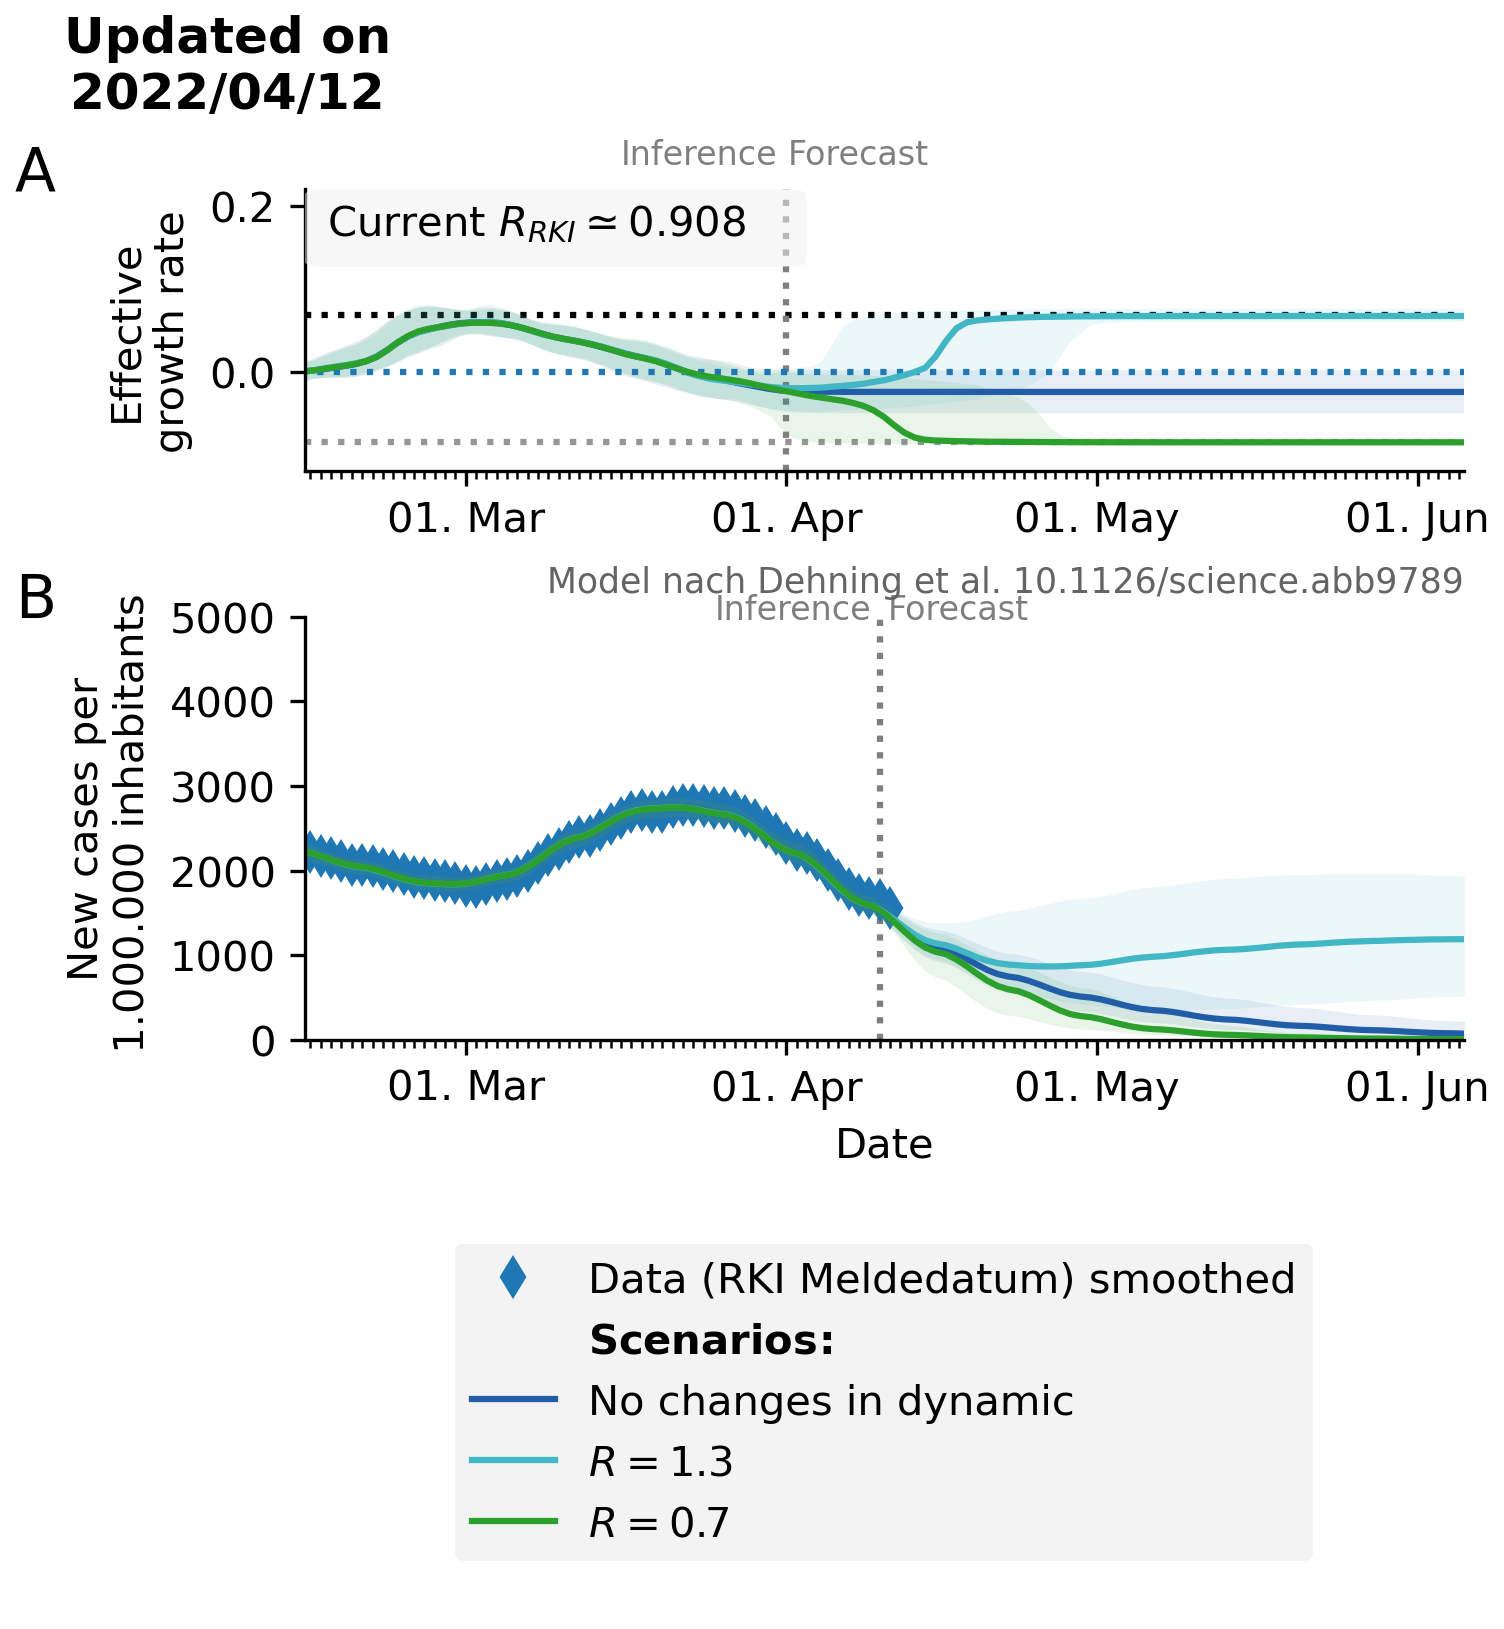 Updated on
2022/04/12
A
Inference Forecast
Current R_RKI ≃ 0.908
Effective
growth rate
0.2
0.0
01. Mar 01. Apr 01. May 01. Jun
B
Model nach Dehning et al. 10.1126/science.abb9789
Inference Forecast
New cases per
1.000.000 inhabitants
5000
4000
3000
2000
1000
0
01. Mar 01. Apr 01. May 01. Jun
Date
Data (RKI Meldedatum) smoothed
Scenarios:
No changes in dynamic
R = 1.3
R = 0.7